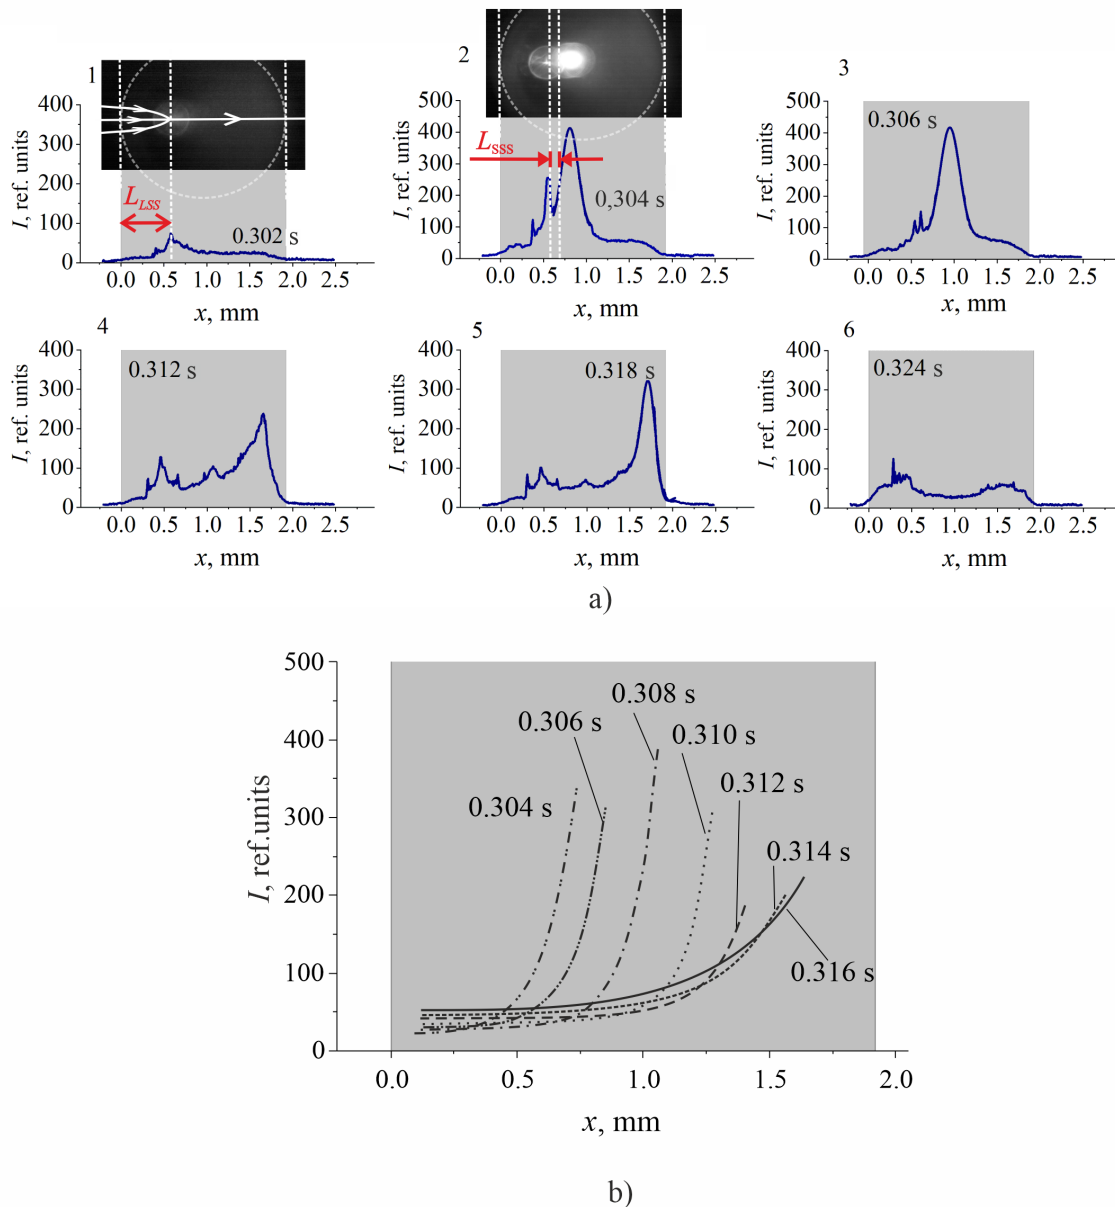 1
I, ref. units
400
300
200
100
0
L_LSS
0.302 s
0.0 0.5 1.0 1.5 2.0 2.5
x, mm
2
I, ref. units
500
400
300
200
100
0
L_SSS
0,304 s
0.0 0.5 1.0 1.5 2.0 2.5
x, mm
3
I, ref. units
500
400
300
200
100
0
0.306 s
0.0 0.5 1.0 1.5 2.0 2.5
x, mm
4
I, ref. units
400
300
200
100
0
0.312 s
0.0 0.5 1.0 1.5 2.0 2.5
x, mm
5
I, ref. units
400
300
200
100
0
0.318 s
0.0 0.5 1.0 1.5 2.0 2.5
x, mm
6
I, ref. units
400
300
200
100
0
0.324 s
0.0 0.5 1.0 1.5 2.0 2.5
x, mm
a)
I, ref.units
500
400
300
200
100
0
0.304 s
0.306 s
0.308 s
0.310 s
0.312 s
0.314 s
0.316 s
0.0 0.5 1.0 1.5 2.0
x, mm
b)